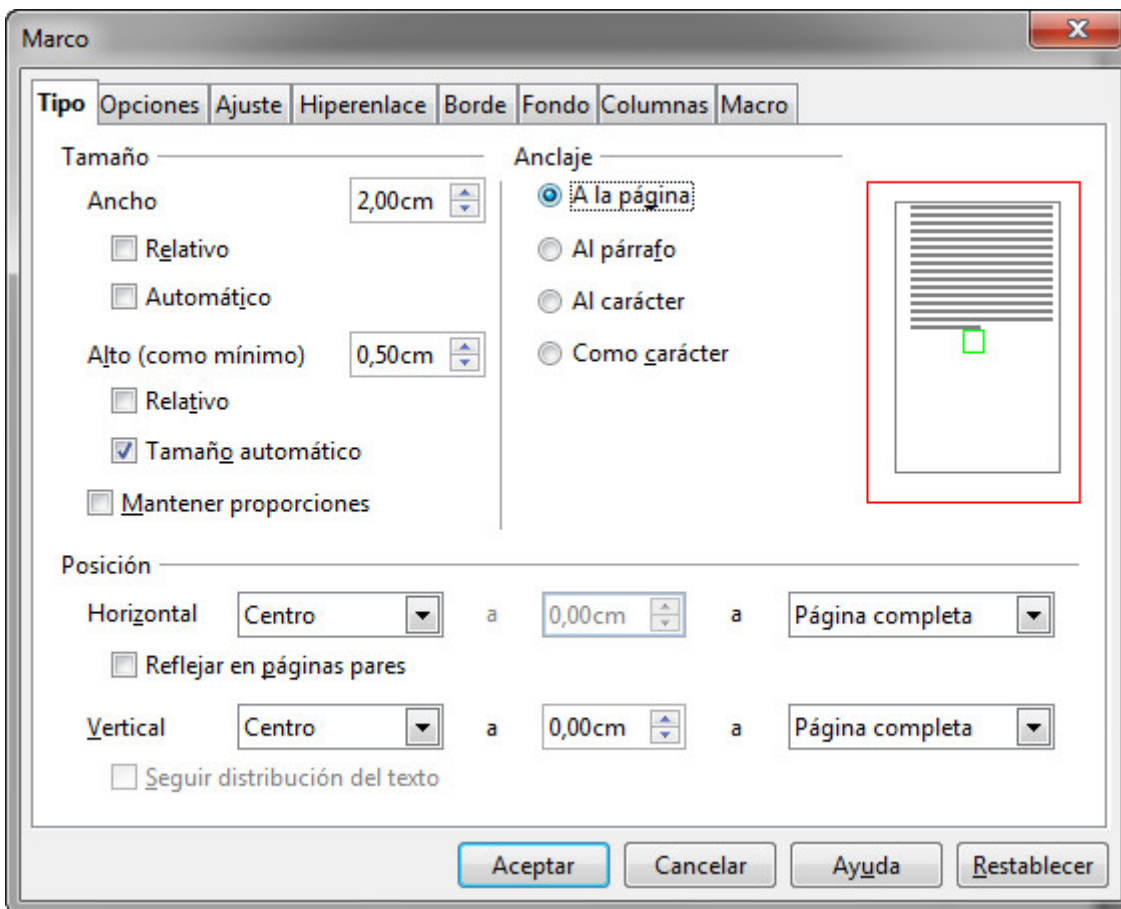 Marco
x
Tipo Opciones Ajuste Hiperenlace Borde Fondo Columnas Macro
Tamaño
Anclaje
Ancho 2,00cm
A la página
Relativo
Al párrafo
Automático
Al carácter
Alto (como mínimo) 0,50cm
Como carácter
Relativo
Tamaño automático
Mantener proporciones
Posición
Horizontal Centro a 0,00cm a Página completa
Reflejar en páginas pares
Vertical Centro a 0,00cm a Página completa
Seguir distribución del texto
Aceptar Cancelar Ayuda Restablecer